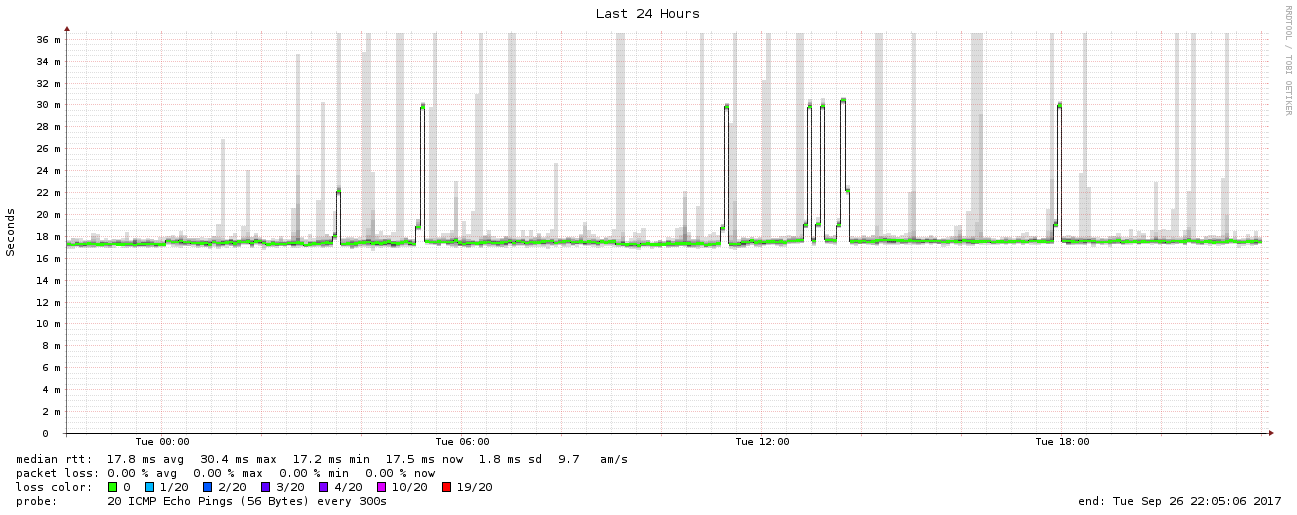 Last 24 Hours
RRDTOOL / TOBI OETIKER
Seconds
36 m
34 m
32 m
30 m
28 m
26 m
24 m
22 m
20 m
18 m
16 m
14 m
12 m
10 m
8 m
6 m
4 m
2 m
0
Tue 00:00 Tue 06:00 Tue 12:00 Tue 18:00
median rtt: 17.8 ms avg 30.4 ms max 17.2 ms min 17.5 ms now 1.8 ms sd 9.7 am/s
packet loss: 0.00 % avg 0.00 % max 0.00 % min 0.00 % now
loss color: 0 1/20 2/20 3/20 4/20 10/20 19/20
probe: 20 ICMP Echo Pings (56 Bytes) every 300s end: Tue Sep 26 22:05:06 2017